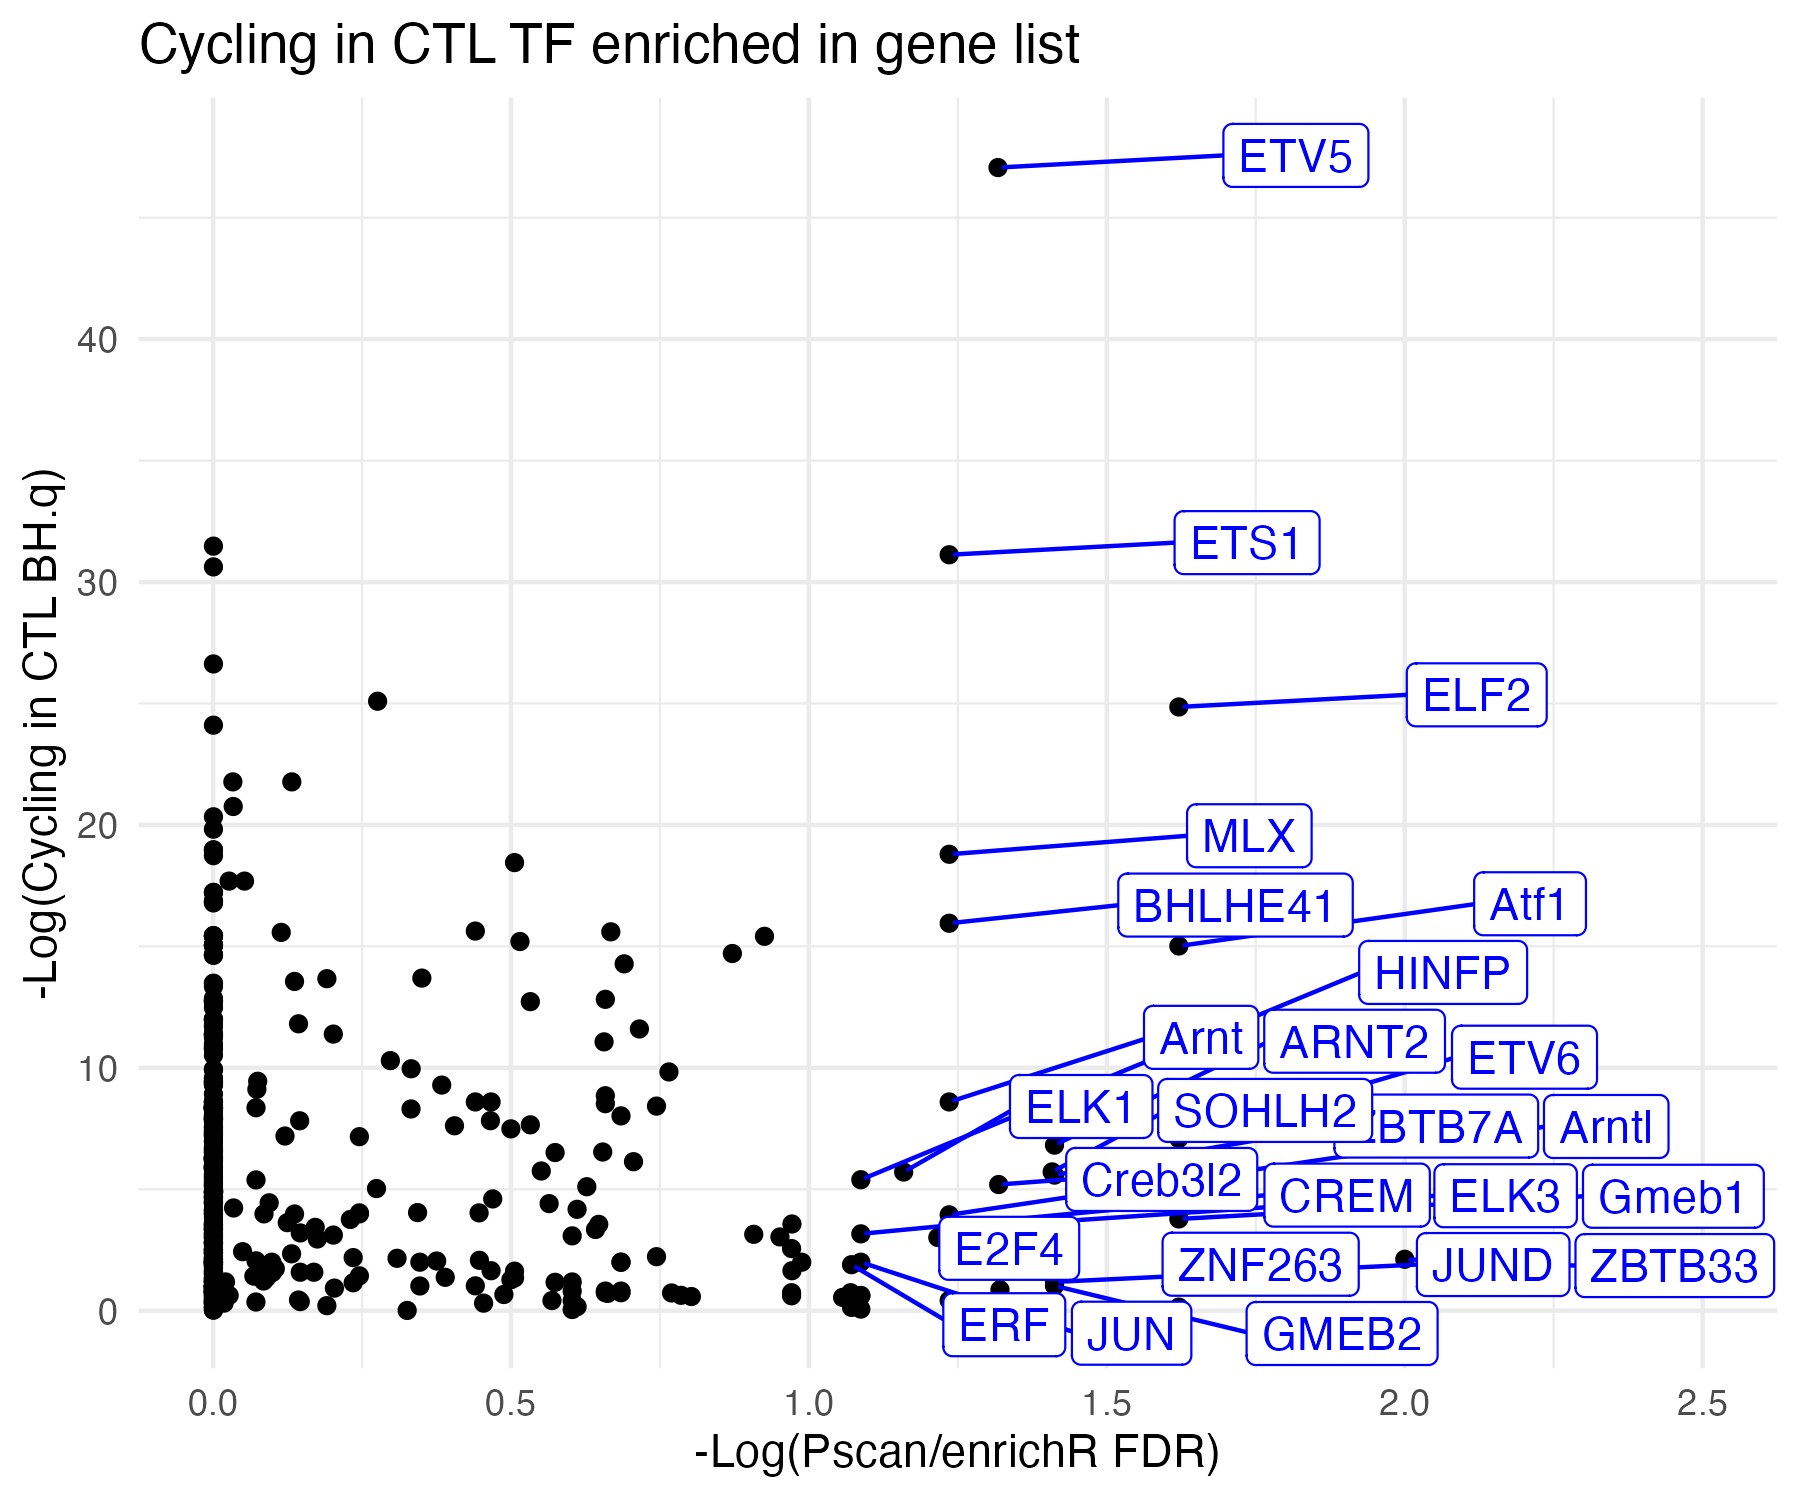 Cycling in CTL TF enriched in gene list
-Log(Cycling in CTL BH.q)
40
30
20
10
0
ETV5
ETS1
ELF2
MLX
BHLHE41
Atf1
HINFP
Arnt
ARNT2
ETV6
ELK1
SOHLH2
BTB7A
Arntl
Creb3l2
CREM
ELK3
Gmeb1
E2F4
ZNF263
JUND
ZBTB33
ERF
JUN
GMEB2
0.0 0.5 1.0 1.5 2.0 2.5
-Log(Pscan/enrichR FDR)